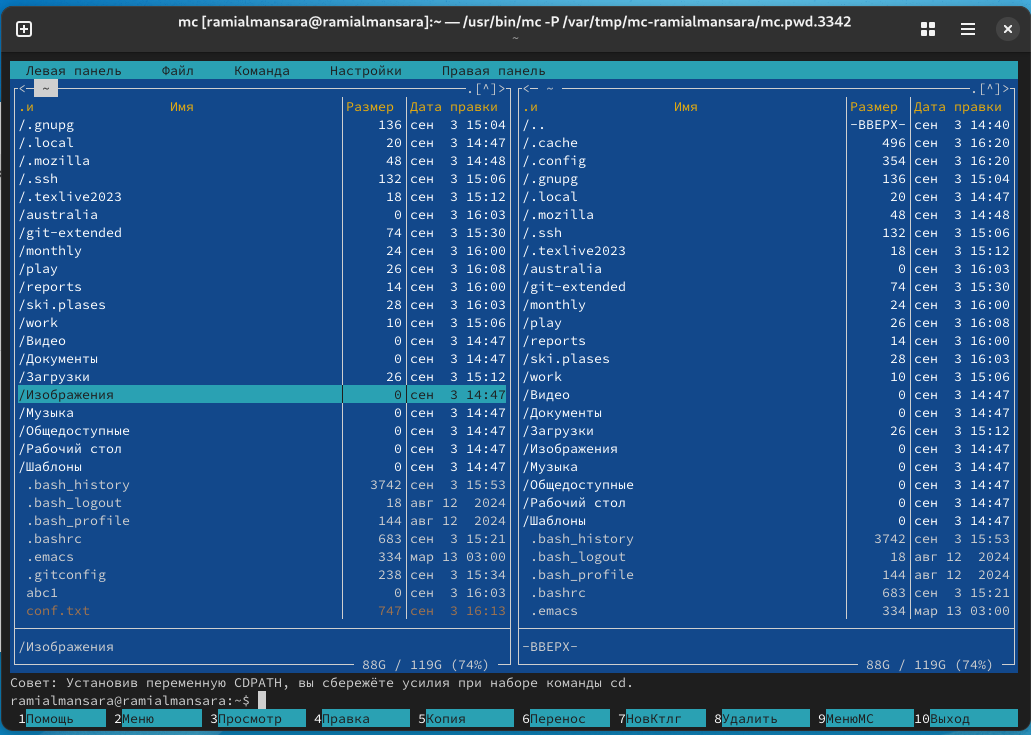 mc [ramialmansara@ramialmansara]:~ — /usr/bin/mc -P /var/tmp/mc-ramialmansara/mc.pwd.3342
~
Левая панель Файл Команда Настройки Правая панель
<— ~ .[^]>
.и Имя Размер Дата правки
/.gnupg 136 сен 3 15:04
/.local 20 сен 3 14:47
/.mozilla 48 сен 3 14:48
/.ssh 132 сен 3 15:06
/.texlive2023 18 сен 3 15:12
/australia 0 сен 3 16:03
/git-extended 74 сен 3 15:30
/monthly 24 сен 3 16:00
/play 26 сен 3 16:08
/reports 14 сен 3 16:00
/ski.plases 28 сен 3 16:03
/work 10 сен 3 15:06
/Видео 0 сен 3 14:47
/Документы 0 сен 3 14:47
/Загрузки 26 сен 3 15:12
/Изображения 0 сен 3 14:47
/Музыка 0 сен 3 14:47
/Общедоступные 0 сен 3 14:47
/Рабочий стол 0 сен 3 14:47
/Шаблоны 0 сен 3 14:47
.bash_history 3742 сен 3 15:53
.bash_logout 18 авг 12 2024
.bash_profile 144 авг 12 2024
.bashrc 683 сен 3 15:21
.emacs 334 мар 13 03:00
.gitconfig 238 сен 3 15:34
abc1 0 сен 3 16:03
conf.txt 747 сен 3 16:13
/Изображения
88G / 119G (74%)
<— ~ .[^]>
.и Имя Размер Дата правки
/.. -ВВЕРХ- сен 3 14:40
/.cache 496 сен 3 16:20
/.config 354 сен 3 16:20
/.gnupg 136 сен 3 15:04
/.local 20 сен 3 14:47
/.mozilla 48 сен 3 14:48
/.ssh 132 сен 3 15:06
/.texlive2023 18 сен 3 15:12
/australia 0 сен 3 16:03
/git-extended 74 сен 3 15:30
/monthly 24 сен 3 16:00
/play 26 сен 3 16:08
/reports 14 сен 3 16:00
/ski.plases 28 сен 3 16:03
/work 10 сен 3 15:06
/Видео 0 сен 3 14:47
/Документы 0 сен 3 14:47
/Загрузки 26 сен 3 15:12
/Изображения 0 сен 3 14:47
/Музыка 0 сен 3 14:47
/Общедоступные 0 сен 3 14:47
/Рабочий стол 0 сен 3 14:47
/Шаблоны 0 сен 3 14:47
.bash_history 3742 сен 3 15:53
.bash_logout 18 авг 12 2024
.bash_profile 144 авг 12 2024
.bashrc 683 сен 3 15:21
.emacs 334 мар 13 03:00
-ВВЕРХ-
88G / 119G (74%)
Совет: Установив переменную CDPATH, вы сбережёте усилия при наборе команды cd.
ramialmansara@ramialmansara:~$
1Помощь 2Меню 3Просмотр 4Правка 5Копия 6Перенос 7НовКтлг 8Удалить 9МенюМС 10Выход